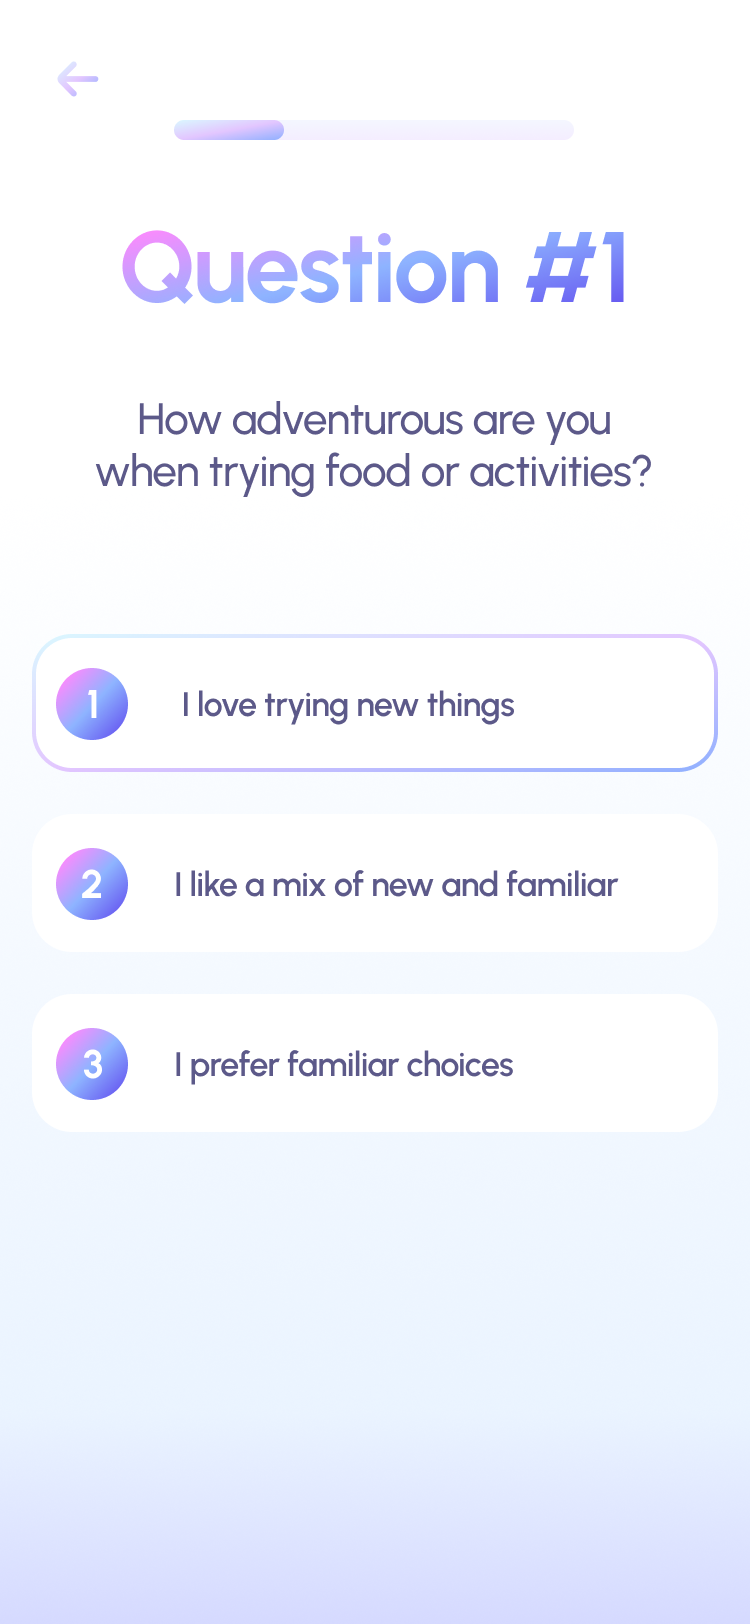 Question #1
How adventurous are you
when trying food or activities?
1 I love trying new things
2 I like a mix of new and familiar
3 I prefer familiar choices